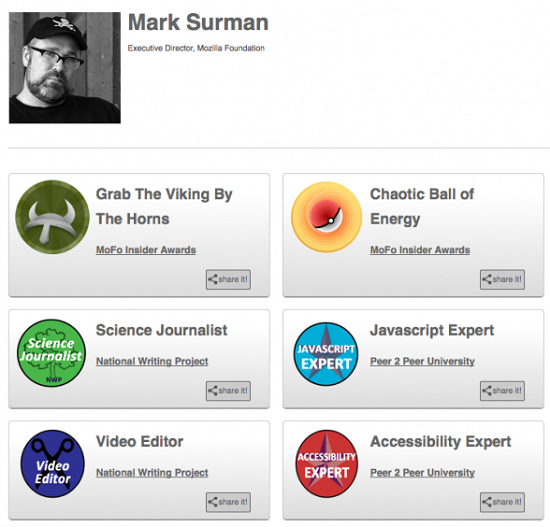 Mark Surman
Executive Director, Mozilla Foundation
Grab The Viking By
The Horns
MoFo Insider Awards
share it!
Chaotic Ball of
Energy
MoFo Insider Awards
share it!
Science
Journalist
NWP
Science Journalist
National Writing Project
share it!
JAVASCRIPT
EXPERT
Javascript Expert
Peer 2 Peer University
share it!
Video
Editor
Video Editor
National Writing Project
share it!
ACCESSIBILITY
EXPERT
Accessibility Expert
Peer 2 Peer University
share it!